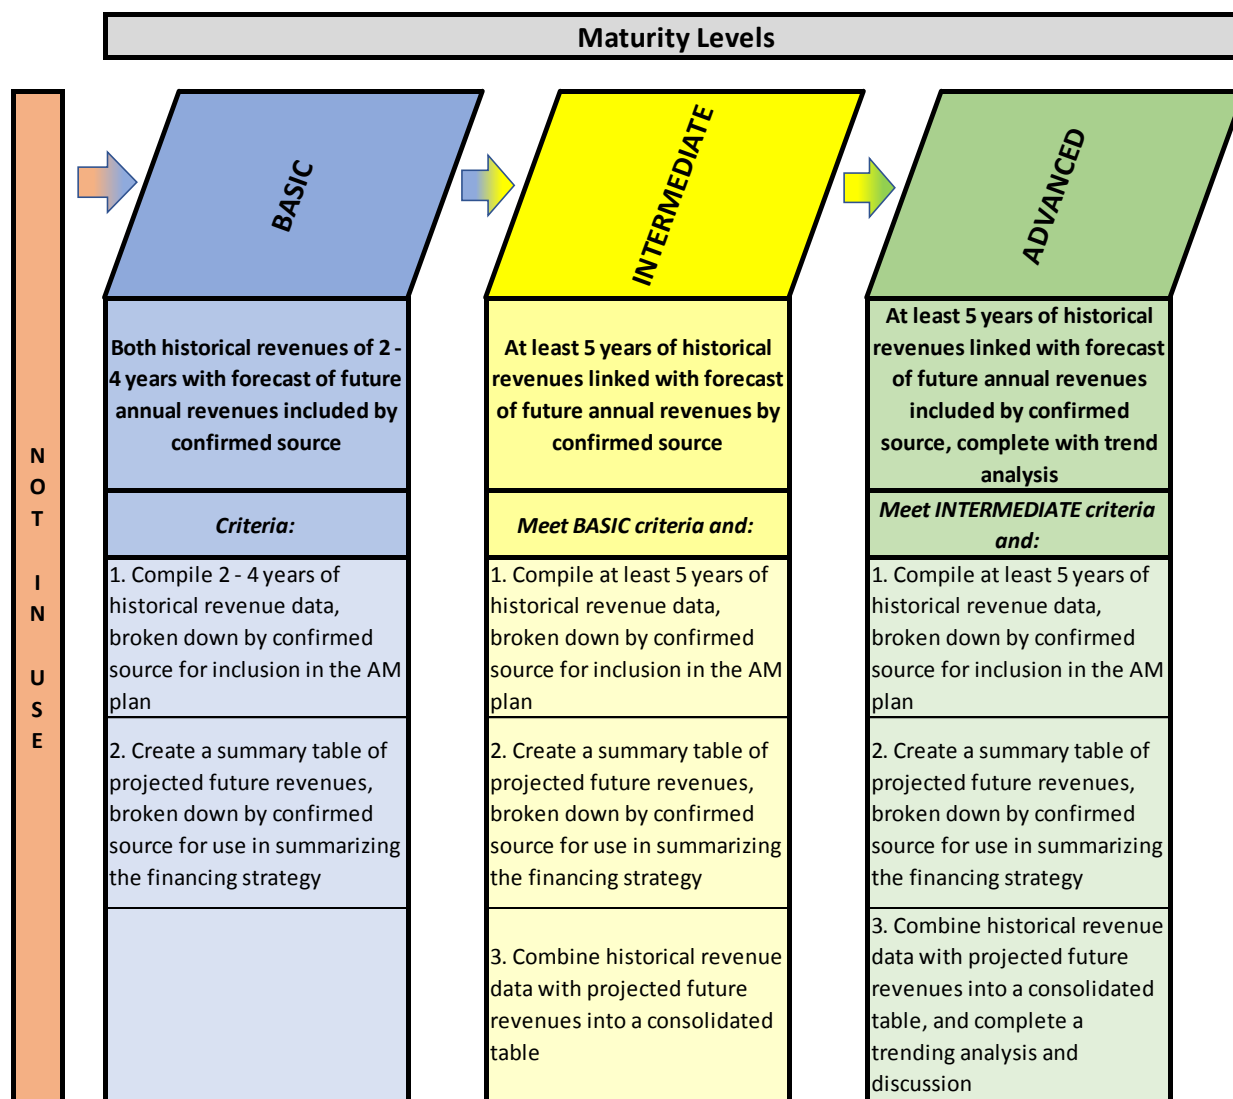 Maturity Levels
NOT IN USE
BASIC
Both historical revenues of 2 -
4 years with forecast of future
annual revenues included by
confirmed source
Criteria:
1. Compile 2 - 4 years of
historical revenue data,
broken down by confirmed
source for inclusion in the AM
plan
2. Create a summary table of
projected future revenues,
broken down by confirmed
source for use in summarizing
the financing strategy
INTERMEDIATE
At least 5 years of historical
revenues linked with forecast
of future annual revenues by
confirmed source
Meet BASIC criteria and:
1. Compile at least 5 years of
historical revenue data,
broken down by confirmed
source for inclusion in the AM
plan
2. Create a summary table of
projected future revenues,
broken down by confirmed
source for use in summarizing
the financing strategy
3. Combine historical revenue
data with projected future
revenues into a consolidated
table
ADVANCED
At least 5 years of historical
revenues linked with forecast
of future annual revenues
included by confirmed
source, complete with trend
analysis
Meet INTERMEDIATE criteria
and:
1. Compile at least 5 years of
historical revenue data,
broken down by confirmed
source for inclusion in the AM
plan
2. Create a summary table of
projected future revenues,
broken down by confirmed
source for use in summarizing
the financing strategy
3. Combine historical revenue
data with projected future
revenues into a consolidated
table, and complete a
trending analysis and
discussion